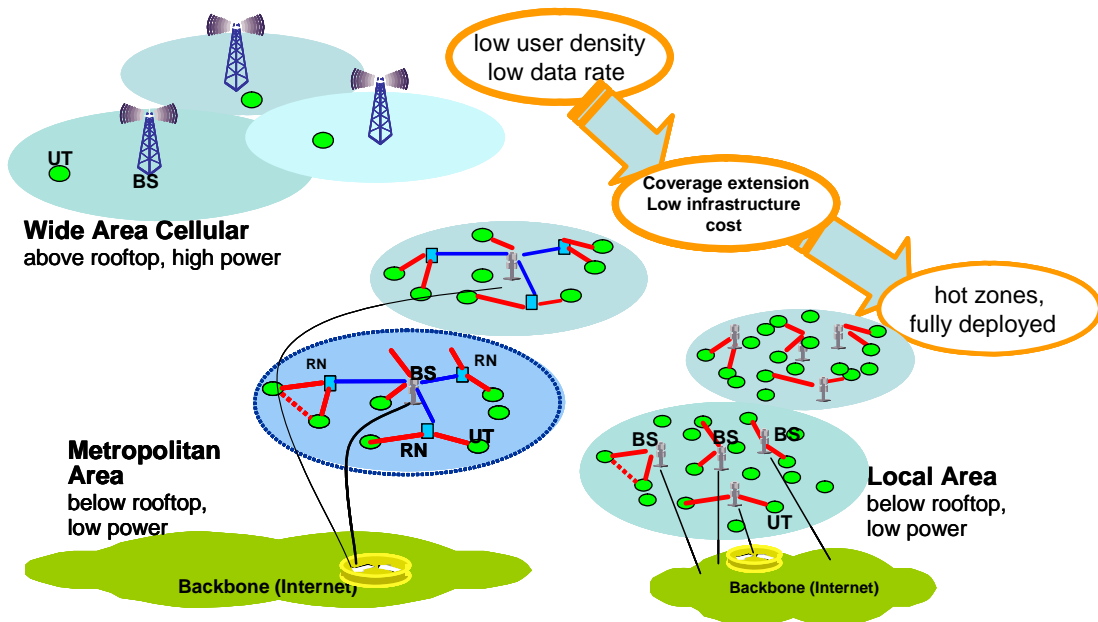 low user density
low data rate
UT
BS
Wide Area Cellular
above rooftop, high power
Coverage extension
Low infrastructure
cost
hot zones,
fully deployed
RN
BS
RN
UT
RN
Metropolitan
Area
below rooftop,
low power
Backbone (Internet)
BS
BS
BS
UT
Local Area
below rooftop,
low power
Backbone (Internet)